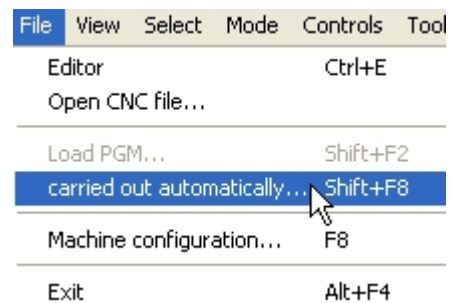 File View Select Mode Controls Tool
Editor Ctrl+E
Open CNC file...
Load PGM... Shift+F2
carried out automatically... Shift+F8
Machine configuration... F8
Exit Alt+F4